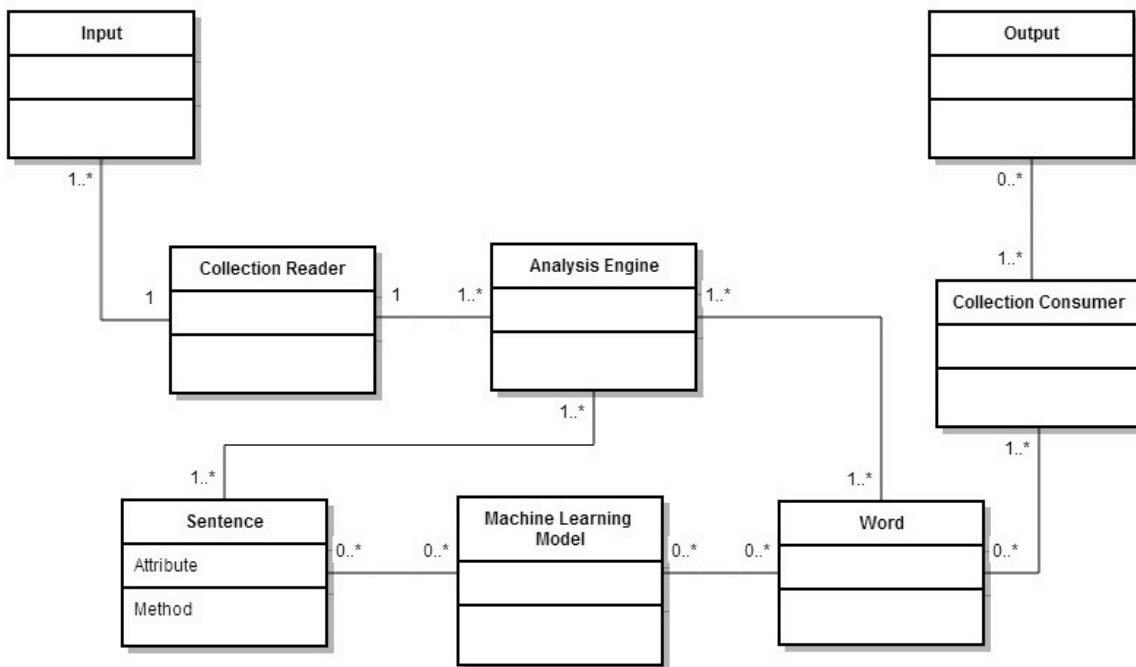 Input
Output
1..*
0..*
1..*
Collection Reader
Analysis Engine
1
1
1..*
1..*
Collection Consumer
1..*
1..*
1..*
1..*
Sentence
Machine Learning
Model
Word
Attribute
0..*
0..*
0..*
0..*
0..*
Method